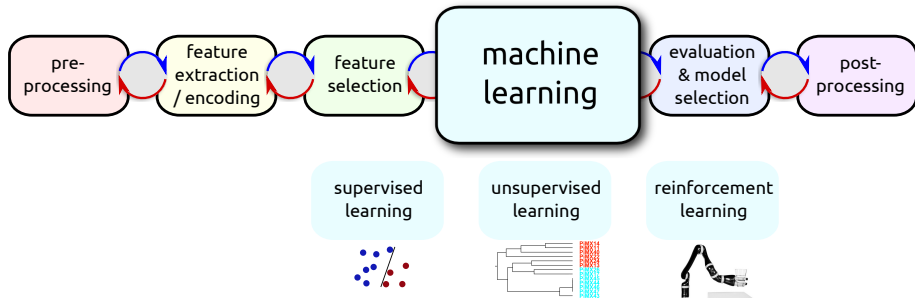 pre-
processing
feature
extraction
/ encoding
feature
selection
machine
learning
evaluation
& model
selection
post-
processing
supervised
learning
unsupervised
learning
reinforcement
learning